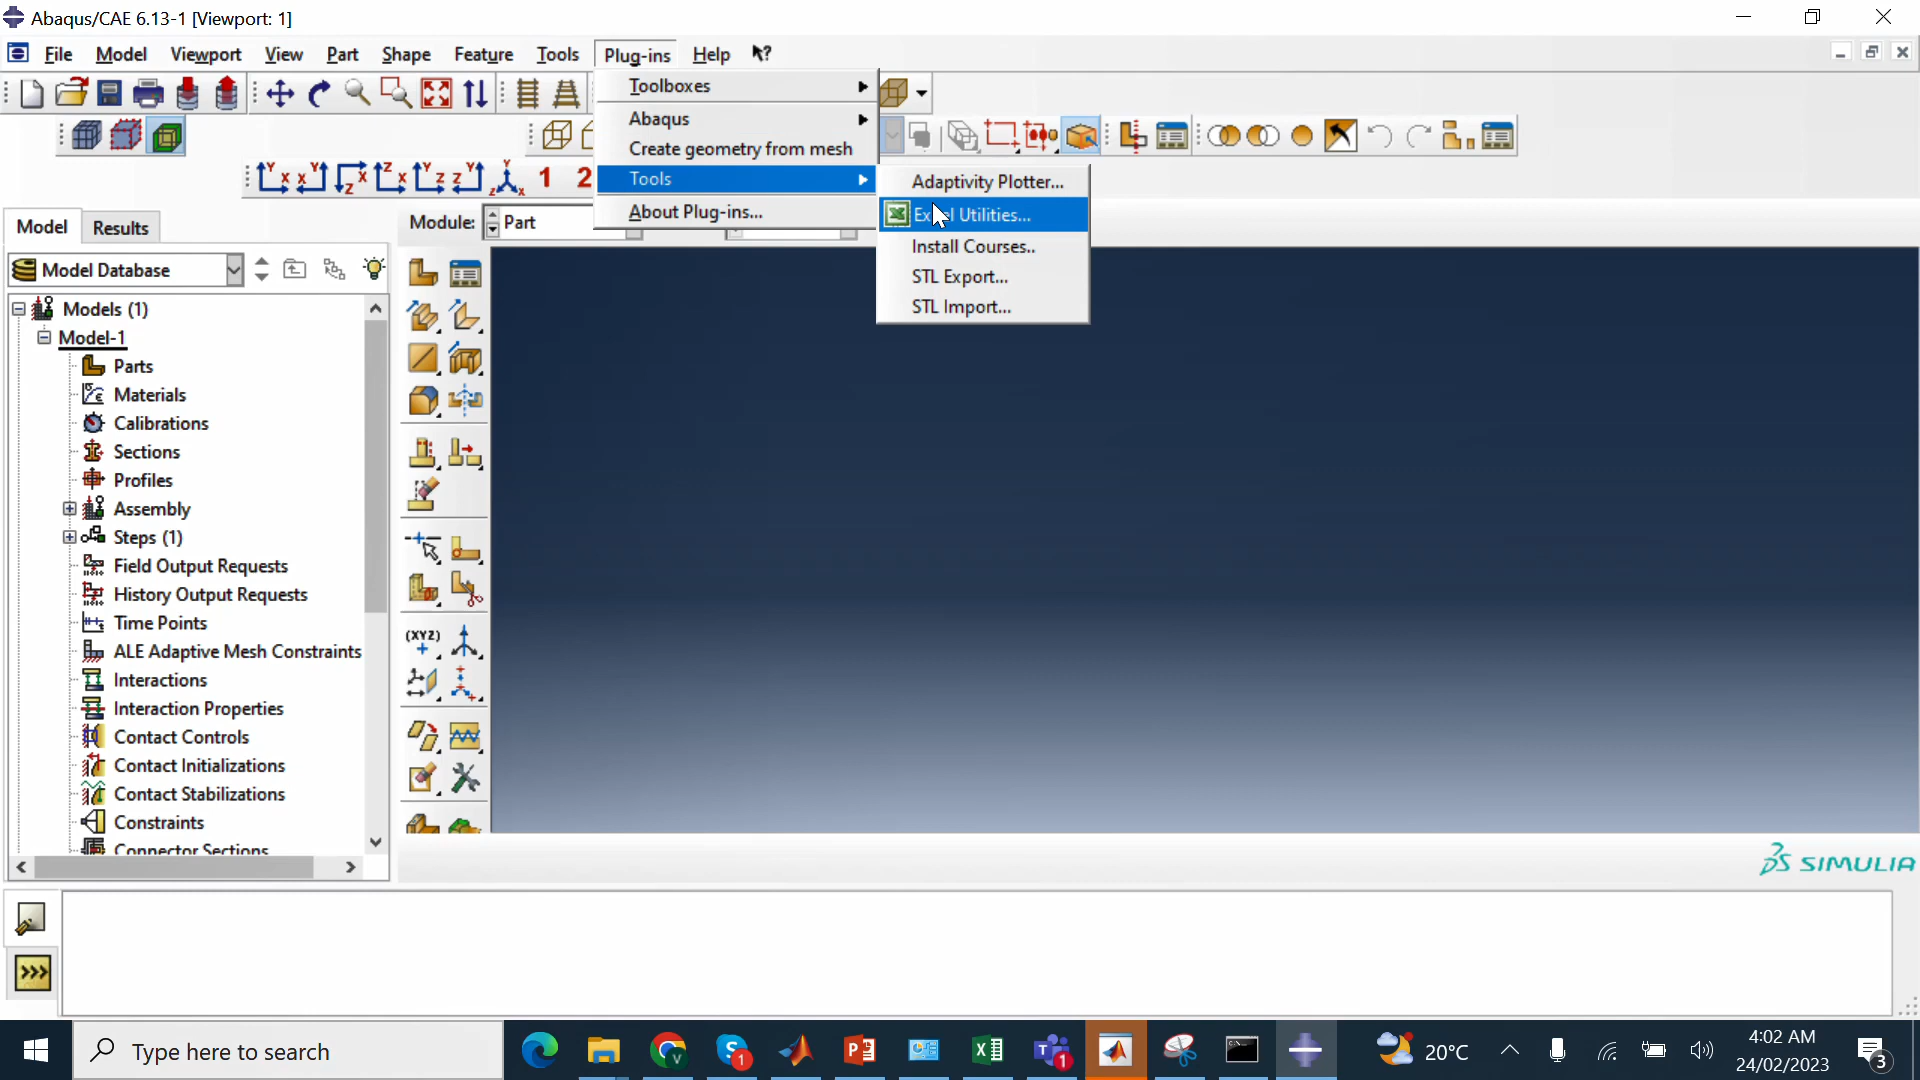 Abaqus/CAE 6.13-1 [Viewport: 1]
File Model Viewport View Part Shape Feature Tools Plug-ins Help
Toolboxes
Abaqus
Create geometry from mesh
Tools
About Plug-ins...
Adaptivity Plotter...
Excel Utilities...
Install Courses..
STL Export...
STL Import...
1 2
Model Results
Module: Part
Model Database
Models (1)
Model-1
Parts
Materials
Calibrations
Sections
Profiles
Assembly
Steps (1)
Field Output Requests
History Output Requests
Time Points
ALE Adaptive Mesh Constraints
Interactions
Interaction Properties
Contact Controls
Contact Initializations
Contact Stabilizations
Constraints
Connector Sections
(XYZ)
SIMULIA
>>>
Type here to search
20°C
4:02 AM
24/02/2023
3